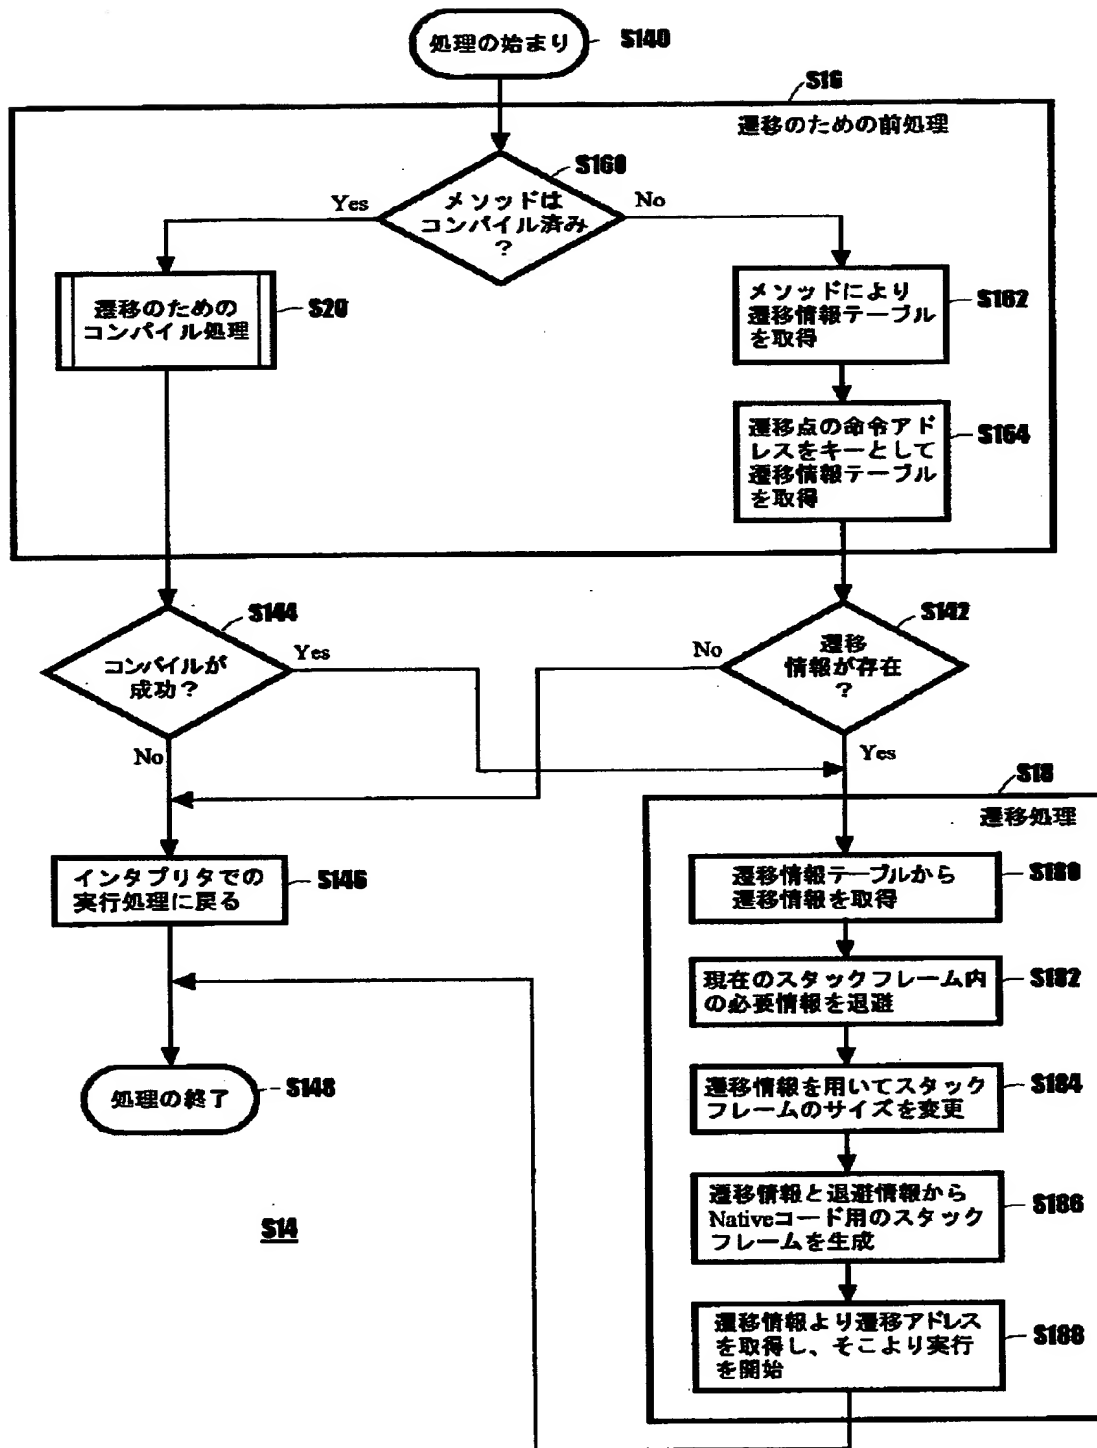 処理の始まり
S140
S16
遷移のための前処理
S160
メソッドは
コンパイル済み
?
Yes
No
遷移のための
コンパイル処理
S20
メソッドにより
遷移情報テーブル
を取得
S162
遷移点の命令アド
レスをキーとして
遷移情報テーブル
を取得
S164
S144
コンパイルが
成功?
Yes
No
S142
遷移
情報が存在
?
No
Yes
S18
遷移処理
インタプリタでの
実行処理に戻る
S146
遷移情報テーブルから
遷移情報を取得
S180
現在のスタックフレーム内
の必要情報を退避
S182
処理の終了
S148
遷移情報を用いてスタック
フレームのサイズを変更
S184
遷移情報と退避情報から
Nativeコード用のスタック
フレームを生成
S186
S14
遷移情報より遷移アドレス
を取得し、そこより実行
を開始
S188